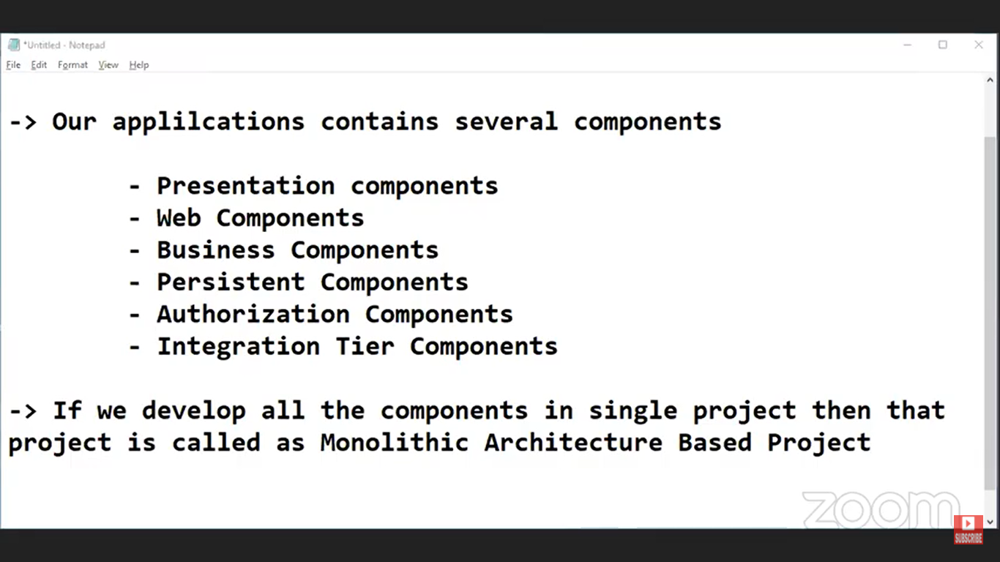 *Untitled - Notepad
File Edit Format View Help
-> Our applilcations contains several components
- Presentation components
- Web Components
- Business Components
- Persistent Components
- Authorization Components
- Integration Tier Components
-> If we develop all the components in single project then that
project is called as Monolithic Architecture Based Project
zoom
SUBSCRIBE